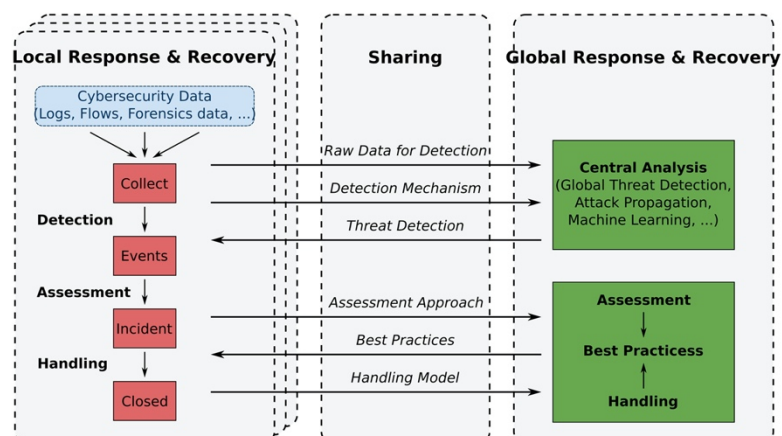 Local Response & Recovery
Sharing
Global Response & Recovery
Cybersecurity Data
(Logs, Flows, Forensics data, ...)
Collect
Detection
Events
Assessment
Incident
Handling
Closed
Raw Data for Detection
Detection Mechanism
Threat Detection
Assessment Approach
Best Practices
Handling Model
Central Analysis
(Global Threat Detection,
Attack Propagation,
Machine Learning, ...)
Assessment
Best Practicess
Handling